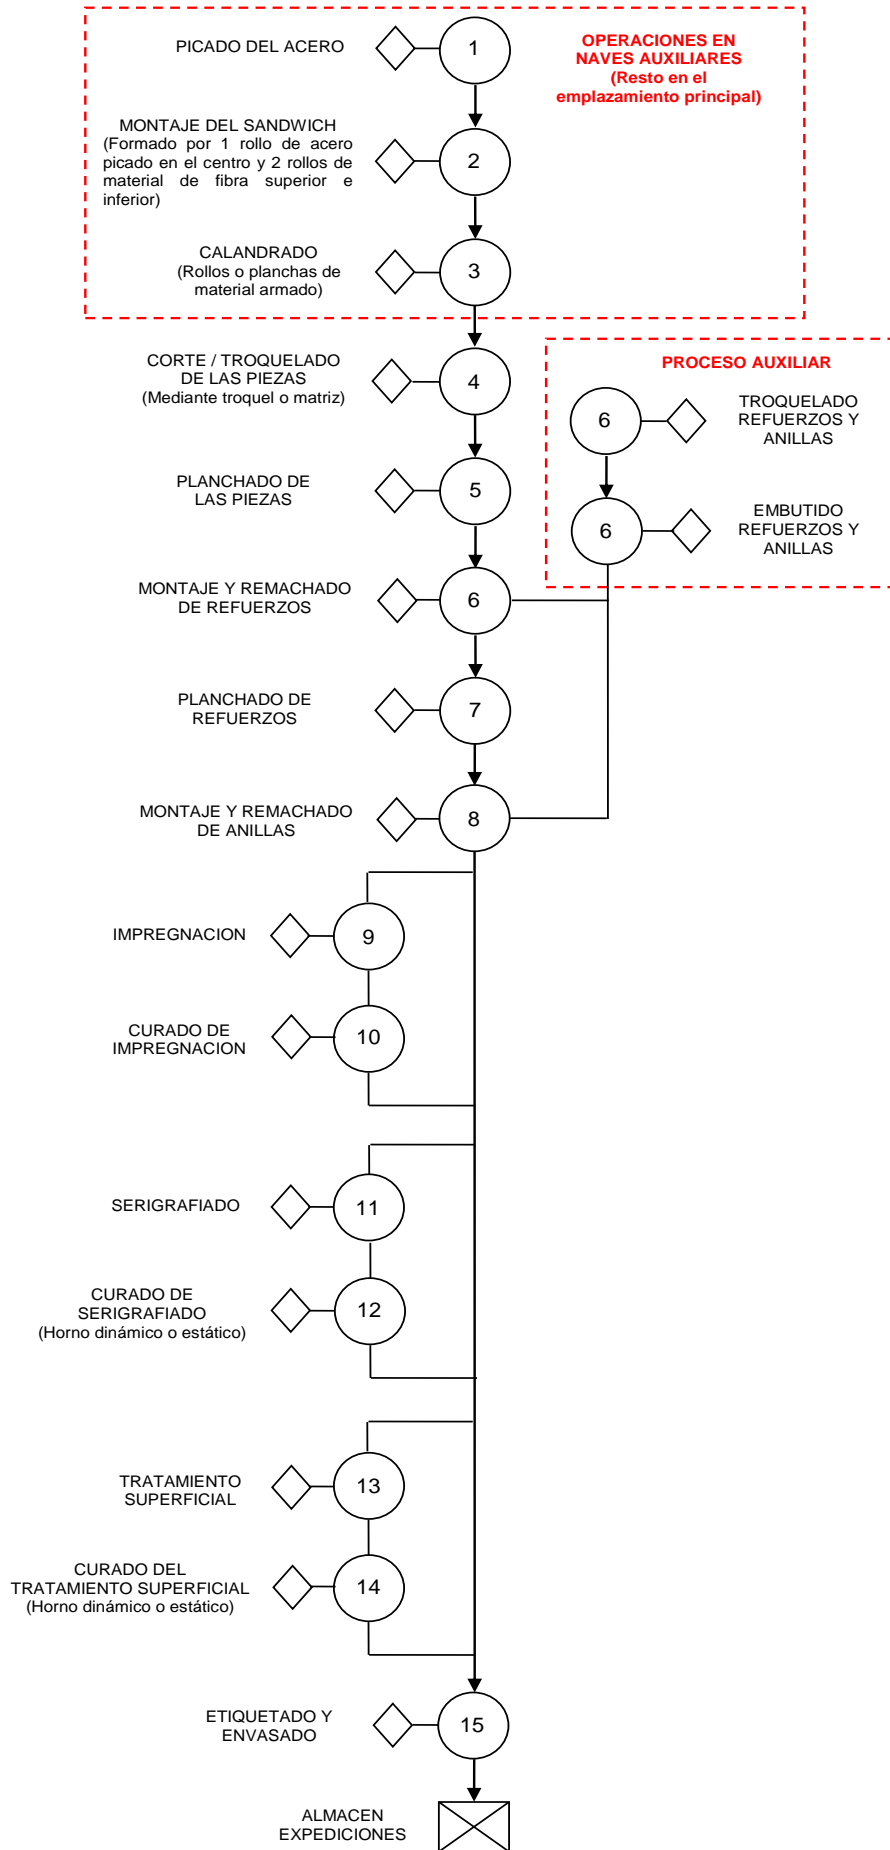 PICADO DEL ACERO
1
OPERACIONES EN
NAVES AUXILIARES
(Resto en el
emplazamiento principal)
MONTAJE DEL SANDWICH
(Formado por 1 rollo de acero
picado en el centro y 2 rollos de
material de fibra superior e
inferior)
2
CALANDRADO
(Rollos o planchas de
material armado)
3
CORTE / TROQUELADO
DE LAS PIEZAS
(Mediante troquel o matriz)
4
PROCESO AUXILIAR
6
TROQUELADO
REFUERZOS Y
ANILLAS
PLANCHADO DE
LAS PIEZAS
5
6
EMBUTIDO
REFUERZOS Y
ANILLAS
MONTAJE Y REMACHADO
DE REFUERZOS
6
PLANCHADO DE
REFUERZOS
7
MONTAJE Y REMACHADO
DE ANILLAS
8
IMPREGNACION
9
CURADO DE
IMPREGNACION
10
SERIGRAFIADO
11
CURADO DE
SERIGRAFIADO
(Horno dinámico o estático)
12
TRATAMIENTO
SUPERFICIAL
13
CURADO DEL
TRATAMIENTO SUPERFICIAL
(Horno dinámico o estático)
14
ETIQUETADO Y
ENVASADO
15
ALMACEN
EXPEDICIONES